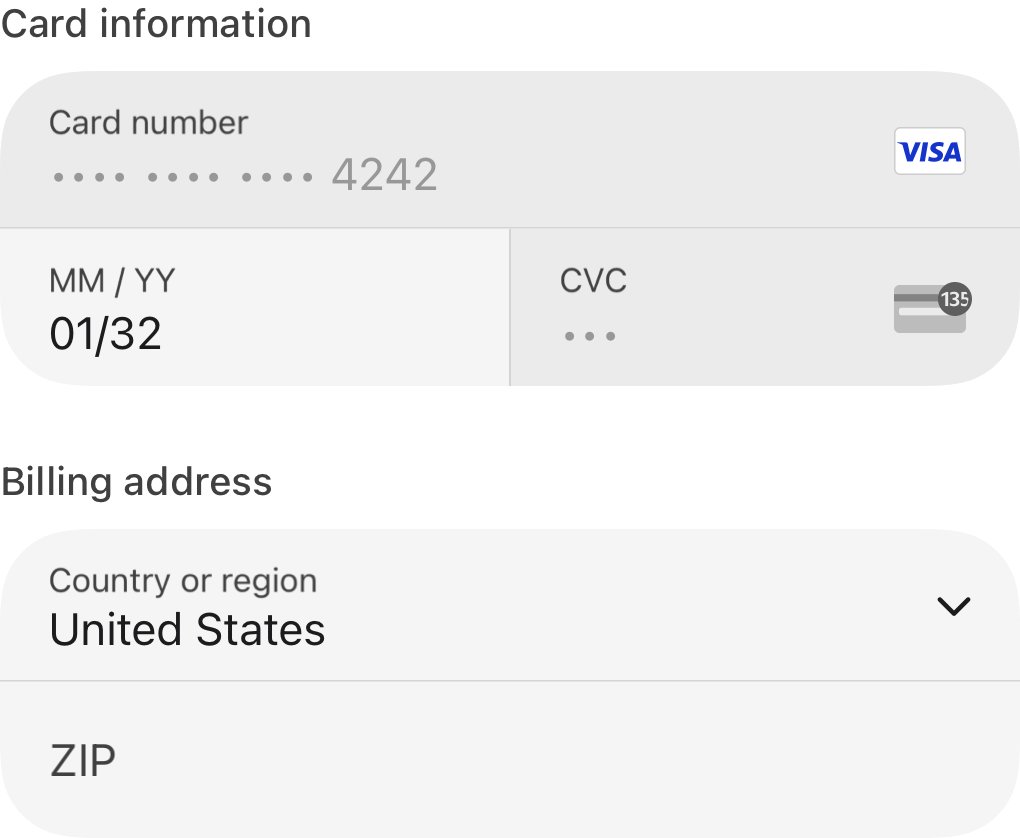 Card information
Card number
•••• •••• •••• 4242
VISA
MM / YY
01/32
CVC
•••
135
Billing address
Country or region
United States
ZIP